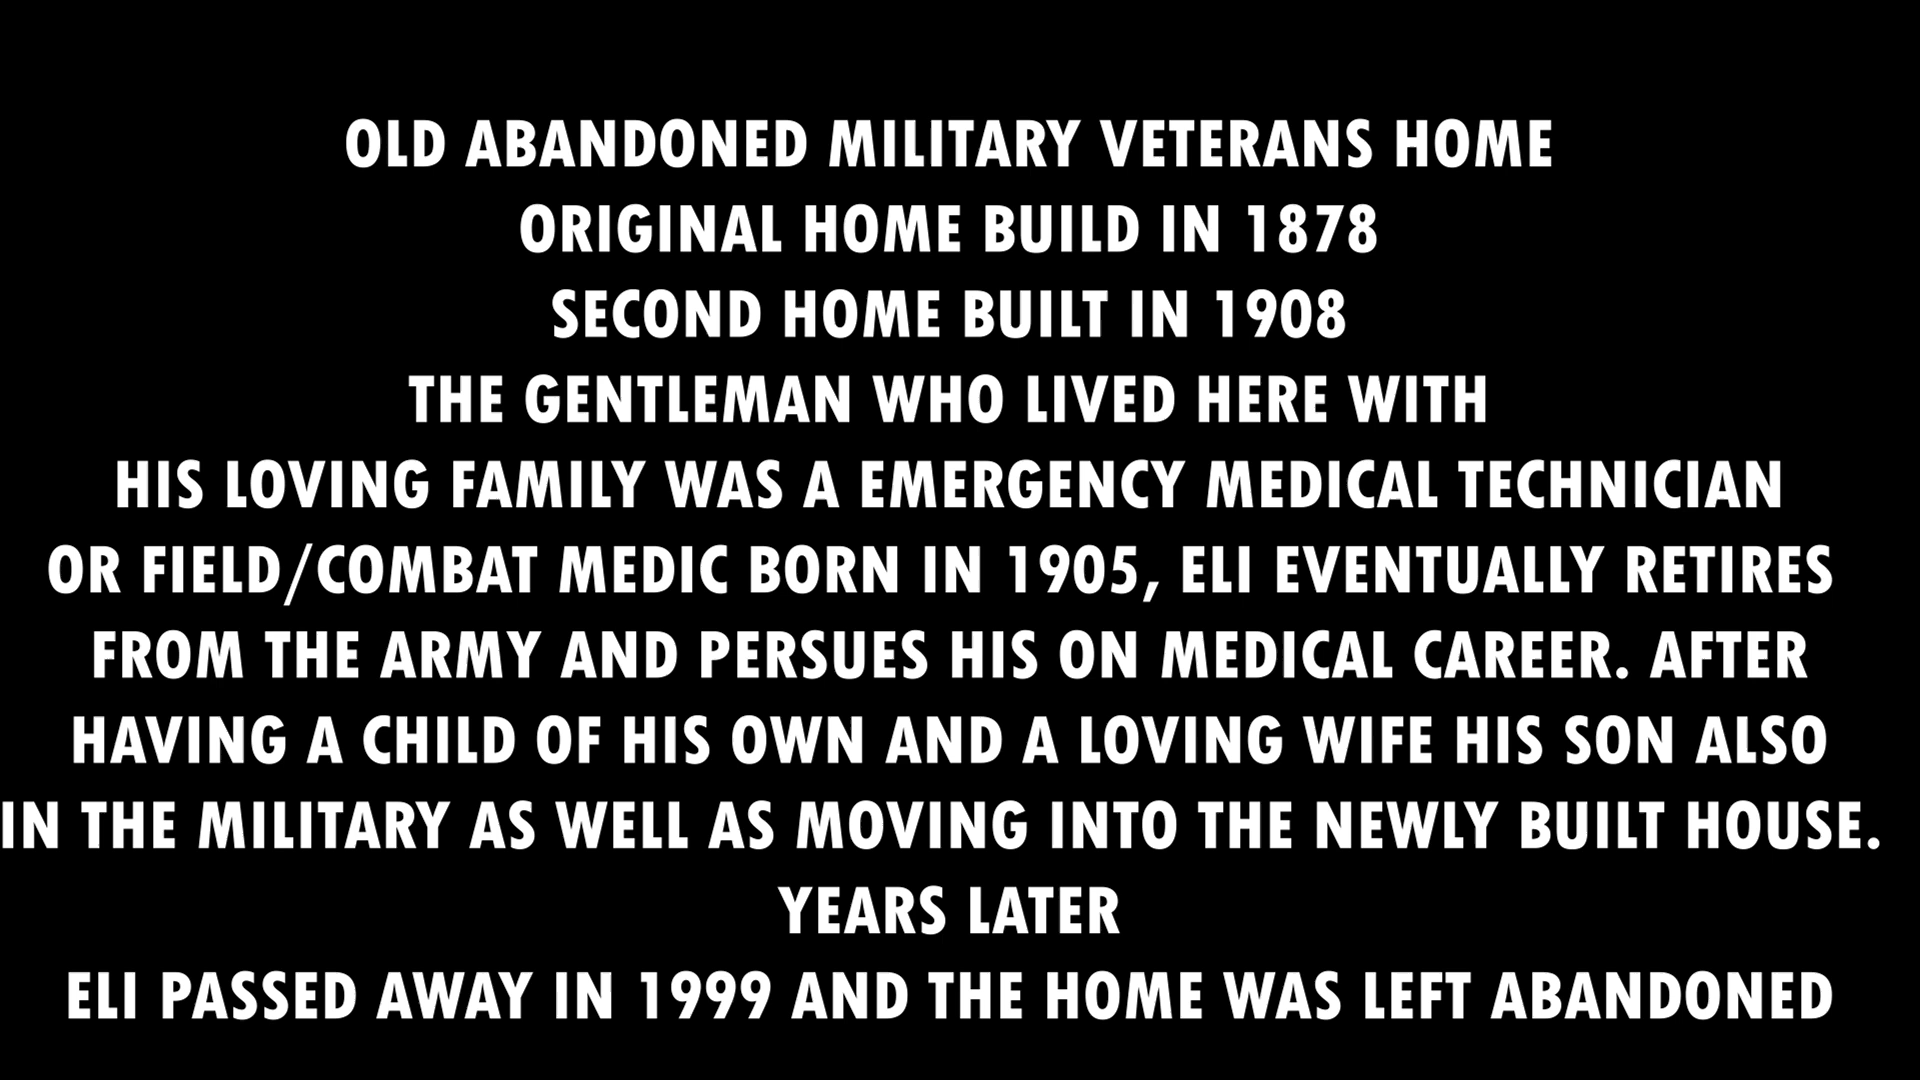 OLD ABANDONED MILITARY VETERANS HOME
ORIGINAL HOME BUILD IN 1878
SECOND HOME BUILT IN 1908
THE GENTLEMAN WHO LIVED HERE WITH
HIS LOVING FAMILY WAS A EMERGENCY MEDICAL TECHNICIAN
OR FIELD/COMBAT MEDIC BORN IN 1905, ELI EVENTUALLY RETIRES
FROM THE ARMY AND PERSUES HIS ON MEDICAL CAREER. AFTER
HAVING A CHILD OF HIS OWN AND A LOVING WIFE HIS SON ALSO
IN THE MILITARY AS WELL AS MOVING INTO THE NEWLY BUILT HOUSE.
YEARS LATER
ELI PASSED AWAY IN 1999 AND THE HOME WAS LEFT ABANDONED